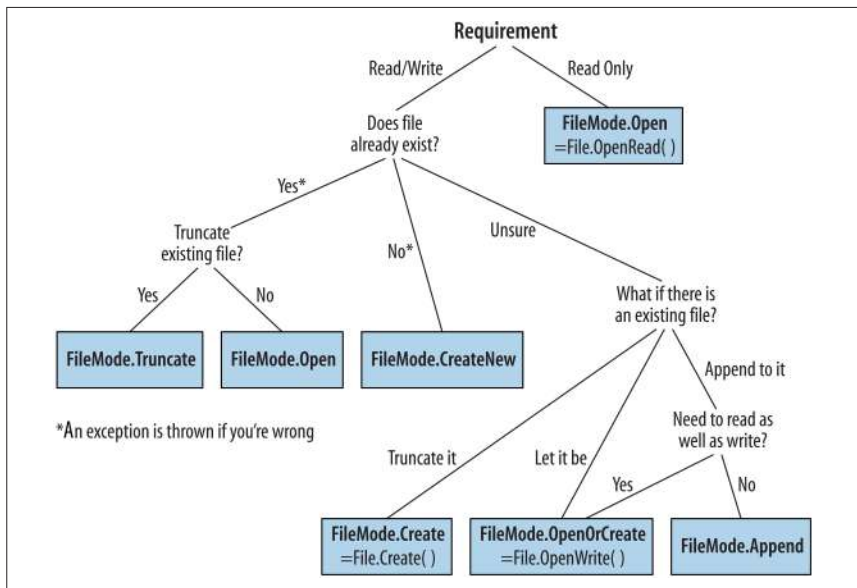 Requirement
Read/Write
Read Only
Does file
already exist?
FileMode.Open
=File.OpenRead( )
Yes*
No*
Unsure
Truncate
existing file?
Yes
No
What if there is
an existing file?
FileMode.Truncate
FileMode.Open
FileMode.CreateNew
Append to it
*An exception is thrown if you're wrong
Need to read as
well as write?
Truncate it
Let it be
Yes
No
FileMode.Create
=File.Create( )
FileMode.OpenOrCreate
=File.OpenWrite( )
FileMode.Append